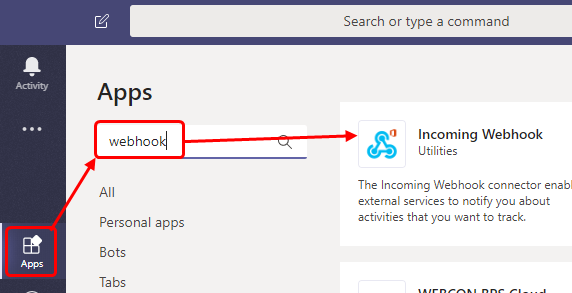 Search or type a command
Activity
Apps
webhook
All
Personal apps
Bots
Tabs
Apps
Incoming Webhook
Utilities
The Incoming Webhook connector enab
external services to notify you about
activities that you want to track.
WEBCON BPS Cloud